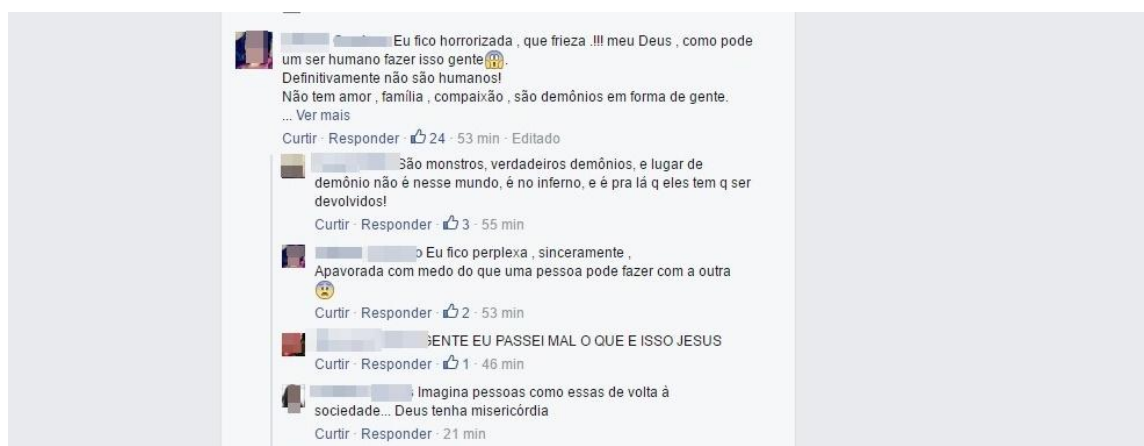 Eu fico horrorizada , que frieza .!!! meu Deus , como pode
um ser humano fazer isso gente.
Definitivamente não são humanos!
Não tem amor , família , compaixão , são demônios em forma de gente.
... Ver mais
Curtir · Responder · 24 · 53 min · Editado
São monstros, verdadeiros demônios, e lugar de
demônio não é nesse mundo, é no inferno, e é pra lá q eles tem q ser
devolvidos!
Curtir · Responder · 3 · 55 min
Eu fico perplexa , sinceramente ,
Apavorada com medo do que uma pessoa pode fazer com a outra
Curtir · Responder · 2 · 53 min
GENTE EU PASSEI MAL O QUE E ISSO JESUS
Curtir · Responder · 1 · 46 min
Imagina pessoas como essas de volta á
sociedade... Deus tenha misericórdia
Curtir · Responder · 21 min